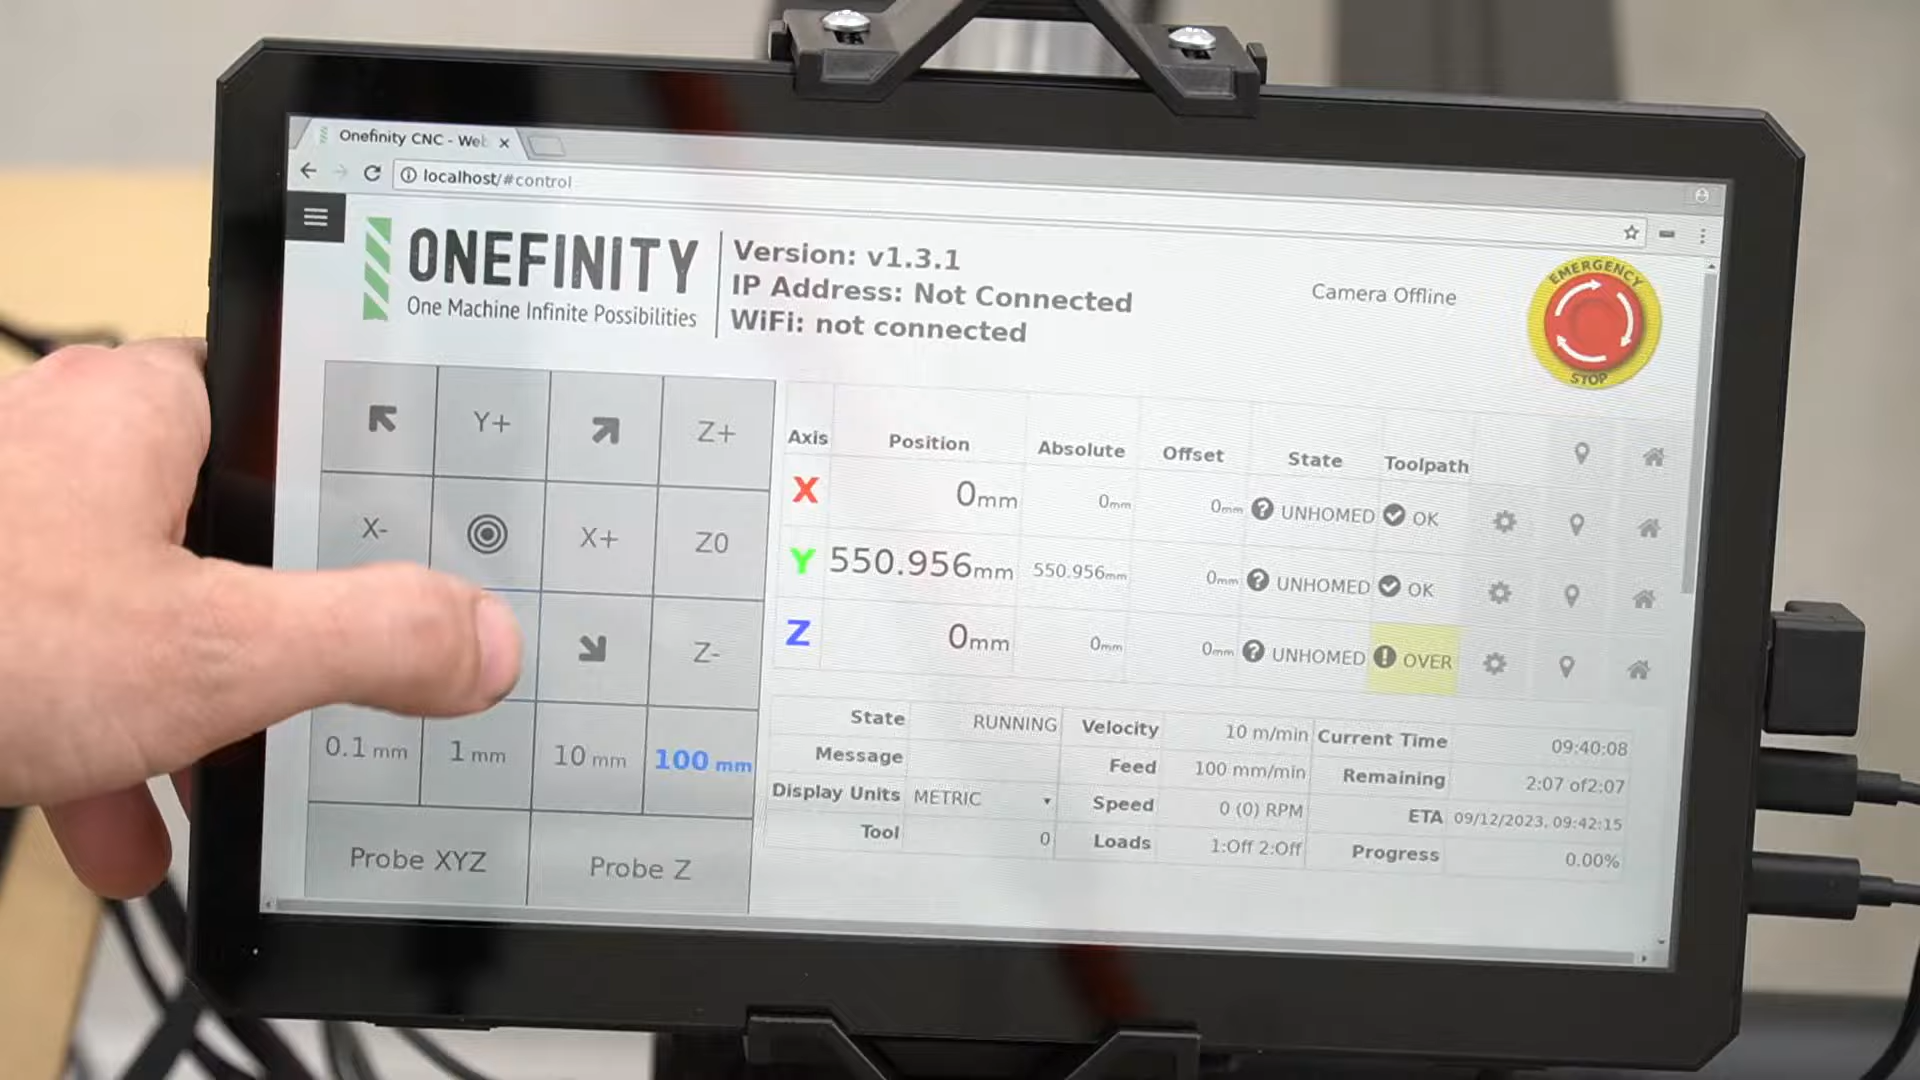 Onefinity CNC - Web
localhost/#control
ONEFINITY
One Machine Infinite Possibilities
Version: v1.3.1
IP Address: Not Connected
WiFi: not connected
Camera Offline
EMERGENCY
STOP
Y+ Z+
X- X+ Z0
Z-
0.1 mm 1 mm 10 mm 100 mm
Probe XYZ Probe Z
Axis Position Absolute Offset State Toolpath
X 0mm 0mm 0mm UNHOMED OK
Y 550.956mm 550.956mm 0mm UNHOMED OK
Z 0mm 0mm 0mm UNHOMED OVER
State RUNNING
Message
Display Units METRIC
Tool 0
Velocity 10 m/min
Feed 100 mm/min
Speed 0 (0) RPM
Loads 1:Off 2:Off
Current Time 09:40:08
Remaining 2:07 of2:07
ETA 09/12/2023, 09:42:15
Progress 0.00%